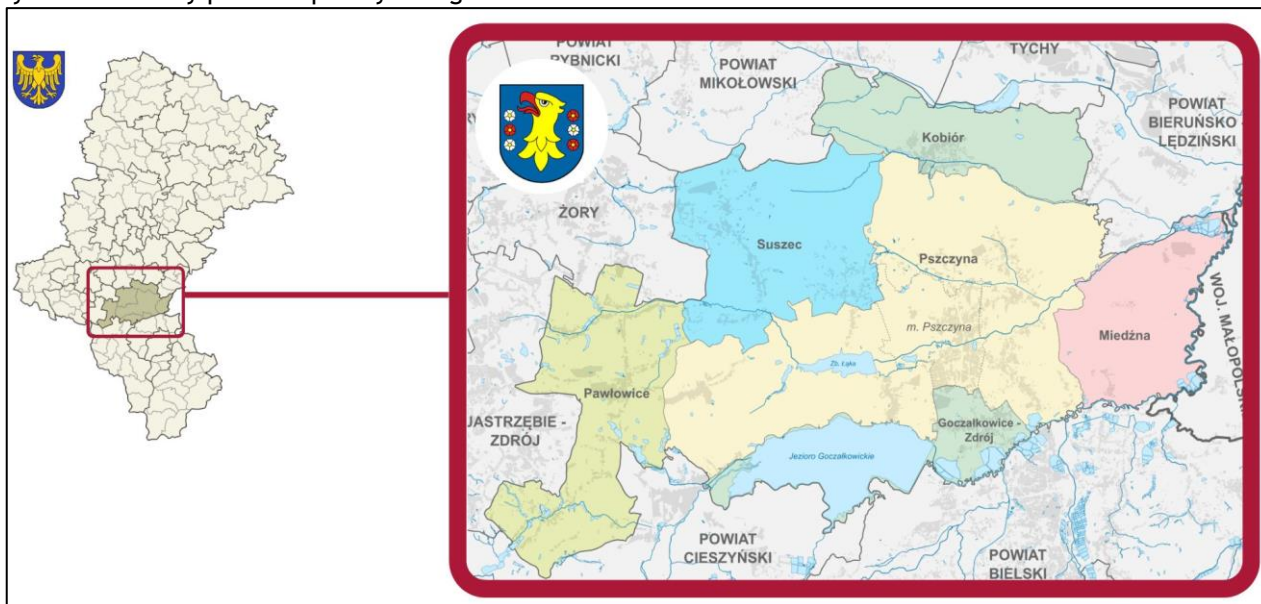 POWIAT
RYBNICKI
POWIAT
MIKOŁOWSKI
TYCHY
POWIAT
BIERUŃSKO
LĘDZIŃSKI
Kobiór
ŻORY
Suszec
Pszczyna
WOJ. MAŁOPOLSKI
m. Pszczyna
Miedźna
Zb. Łąka
Pawłowice
JASTRZĘBIE -
ZDRÓJ
Goczałkowice -
Zdrój
Jezioro Goczałkowickie
POWIAT
CIESZYŃSKI
POWIAT
BIELSKI